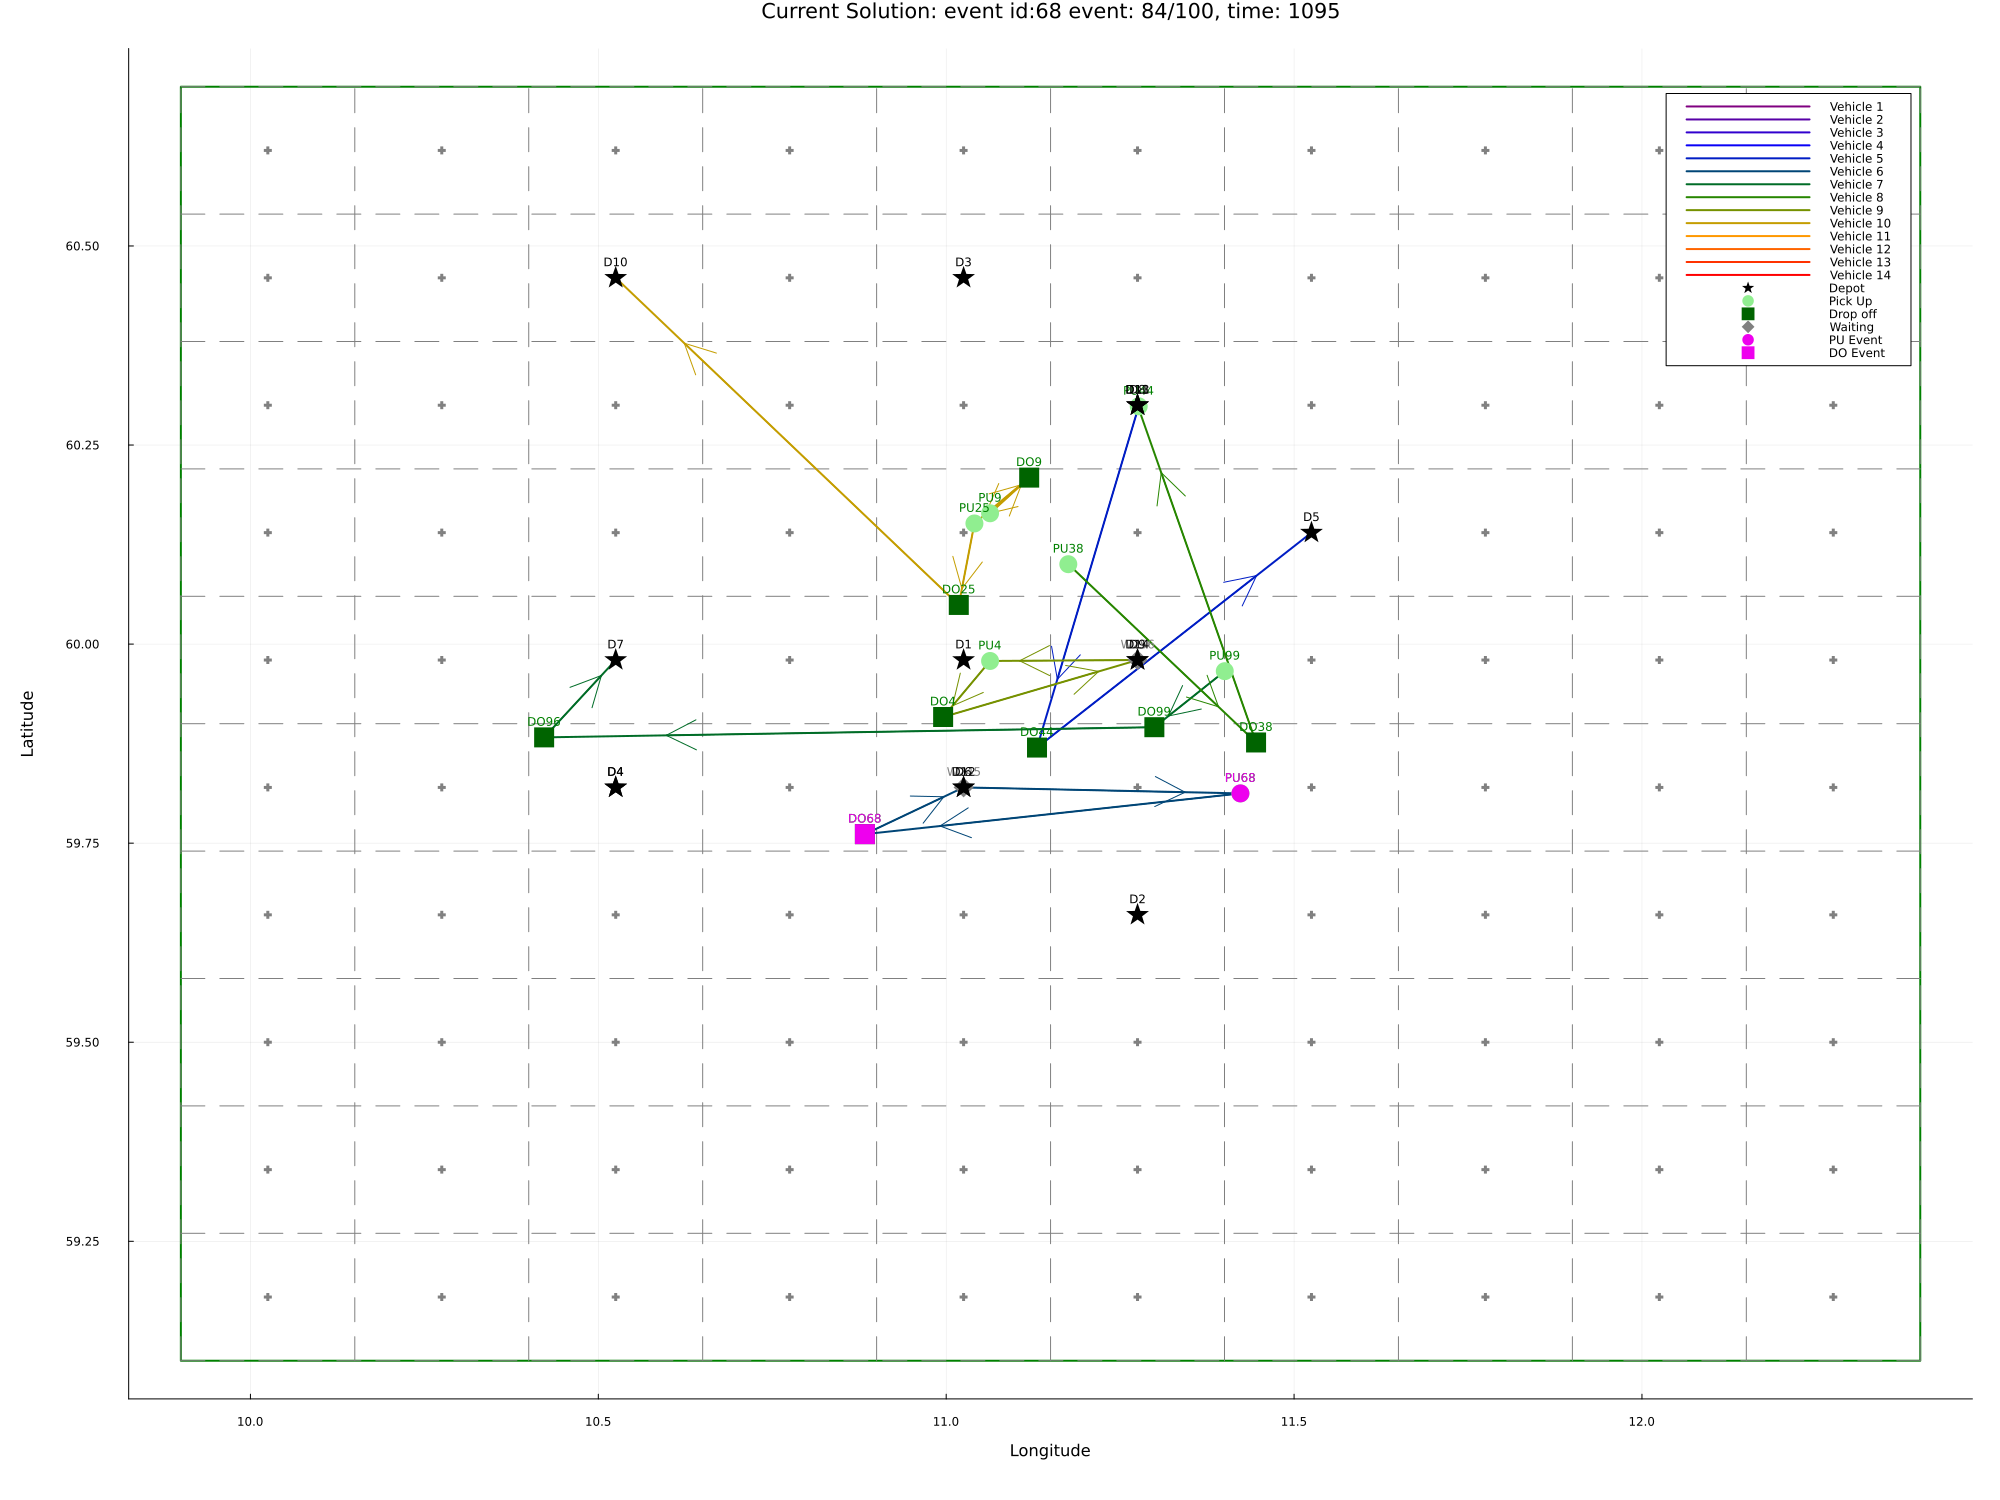 Current Solution: event id:68 event: 84/100, time: 1095
Vehicle 1
Vehicle 2
Vehicle 3
Vehicle 4
Vehicle 5
Vehicle 6
Vehicle 7
Vehicle 8
Vehicle 9
Vehicle 10
Vehicle 11
Vehicle 12
Vehicle 13
Vehicle 14
Depot
Pick Up
Drop off
Waiting
PU Event
DO Event
60.50
D10
D3
60.25
DO9
PU9
PU25
D5
PU38
DO25
60.00
D7
D1
PU4
PU99
DO4
DO96
DO99
DO38
DO44
D4
PU68
DO68
59.75
D2
59.50
59.25
Latitude
10.0
10.5
11.0
11.5
12.0
Longitude